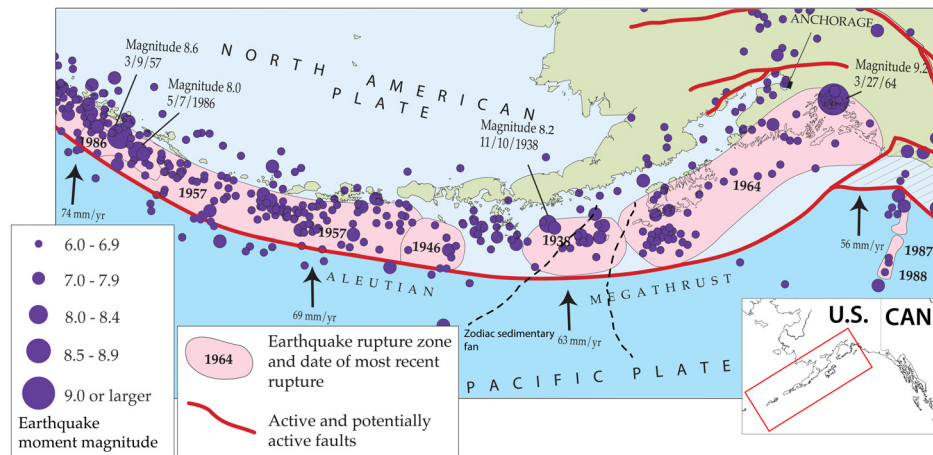 ANCHORAGE
NORTH AMERICAN
PLATE
Magnitude 8.6
3/9/57
Magnitude 8.0
5/7/1986
Magnitude 9.2
3/27/64
Magnitude 8.2
11/10/1938
1986
1957
1957
1946
1938
1964
1987
1988
74 mm/yr
69 mm/yr
63 mm/yr
56 mm/yr
ALEUTIAN
MEGATHRUST
Zodiac sedimentary
fan
PACIFIC PLATE
6.0 - 6.9
7.0 - 7.9
8.0 - 8.4
8.5 - 8.9
9.0 or larger
Earthquake
moment magnitude
1964
Earthquake rupture zone
and date of most recent
rupture
Active and potentially
active faults
U.S.
CAN